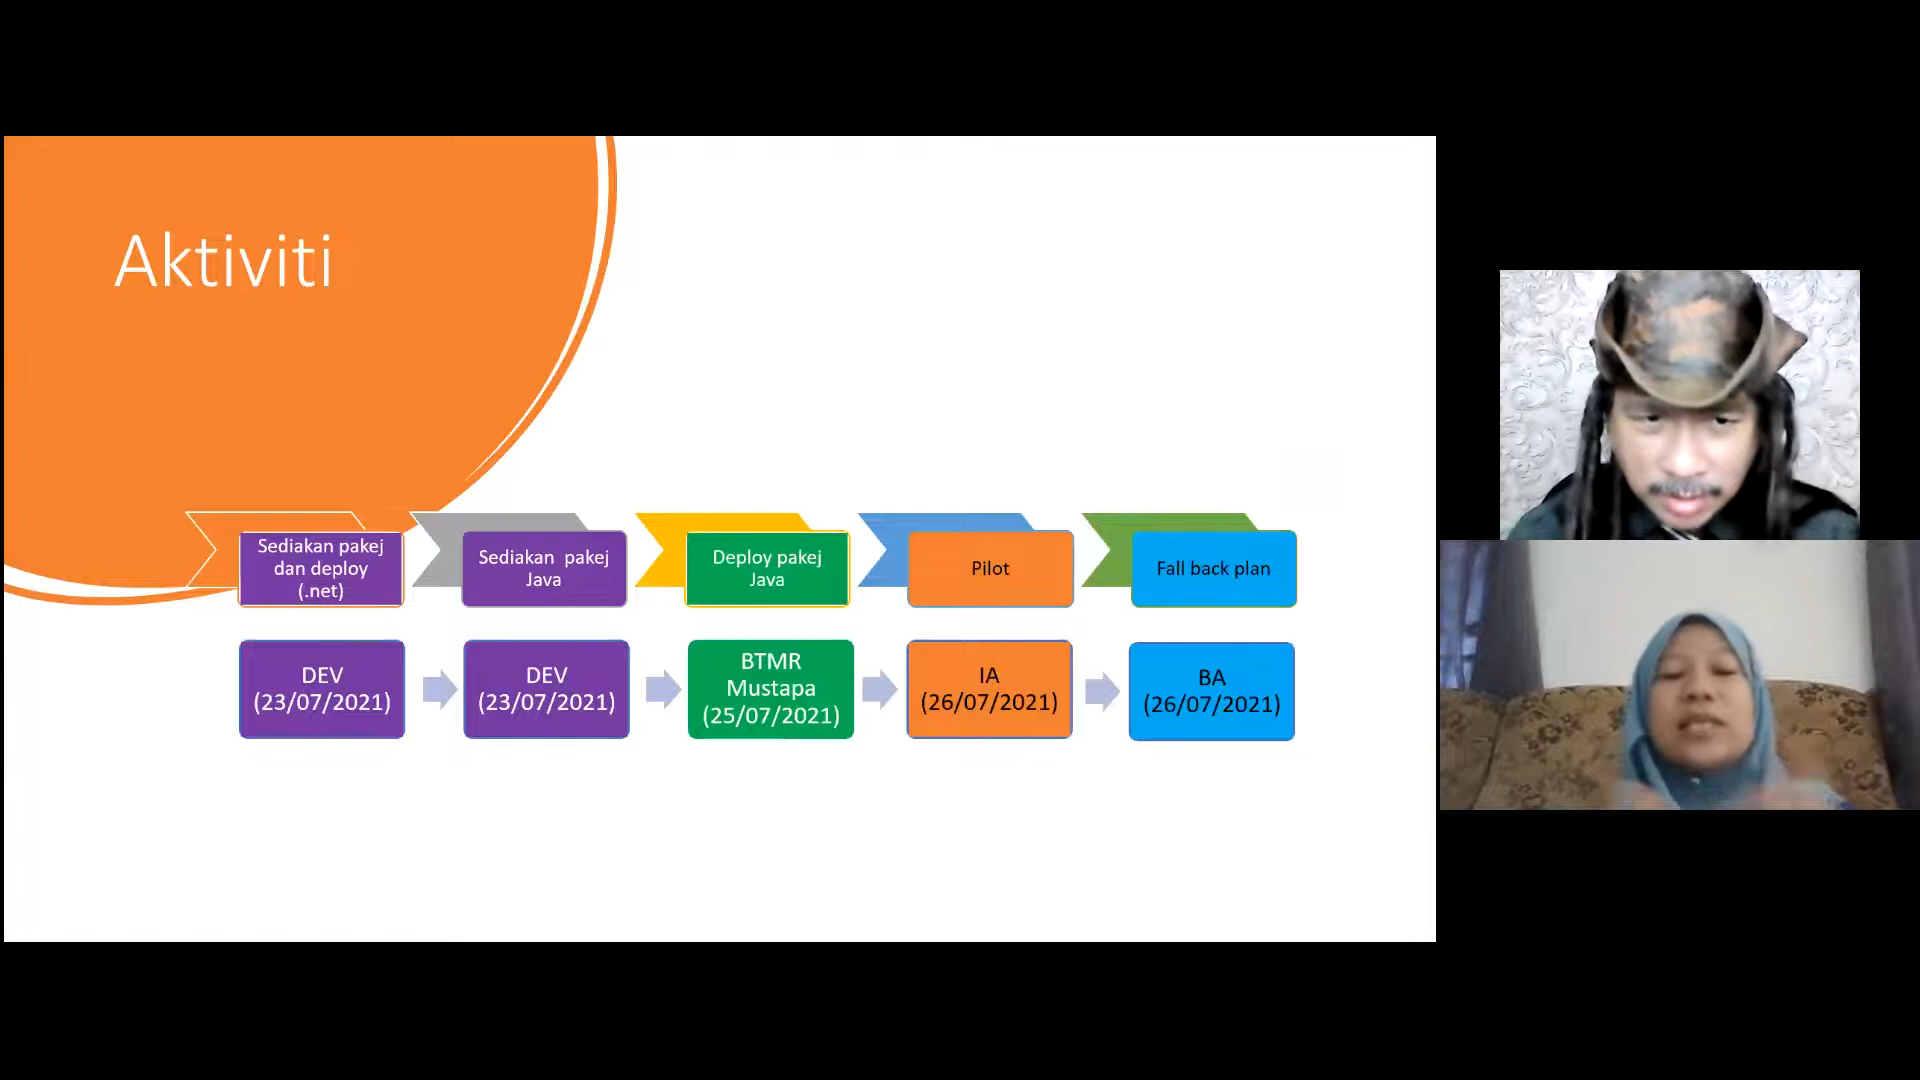 Aktiviti
Sediakan pakej
dan deploy
(.net)
Sediakan pakej
Java
Deploy pakej
Java
Pilot
Fall back plan
DEV
(23/07/2021)
DEV
(23/07/2021)
BTMR
Mustapa
(25/07/2021)
IA
(26/07/2021)
BA
(26/07/2021)